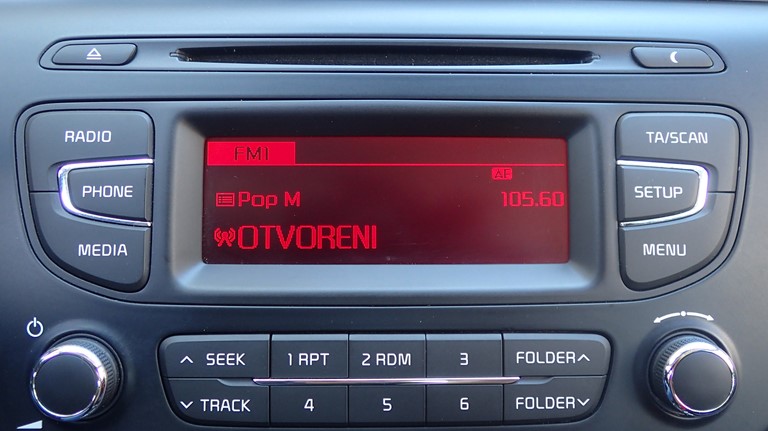 RADIO
PHONE
MEDIA
FM1
AF
Pop M 105.60
OTVORENI
TA/SCAN
SETUP
MENU
SEEK 1 RPT 2 RDM 3 FOLDER
TRACK 4 5 6 FOLDER